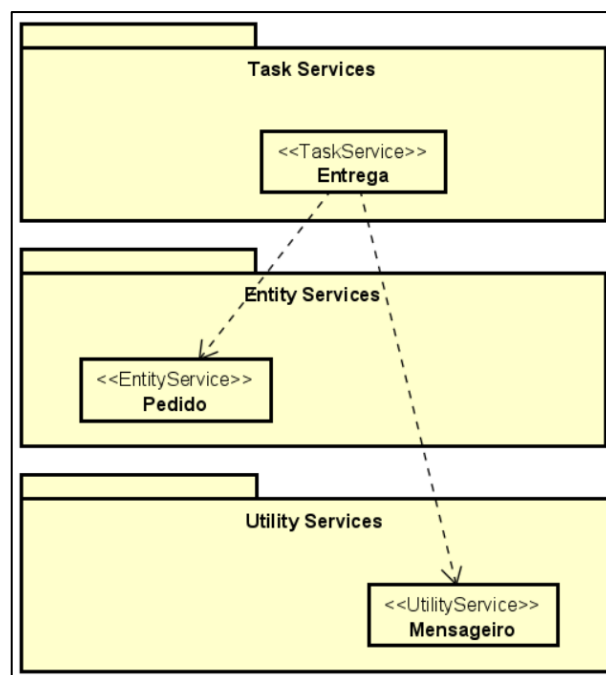 Task Services
<<TaskService>>
Entrega
Entity Services
<<EntityService>>
Pedido
Utility Services
<<UtilityService>>
Mensageiro